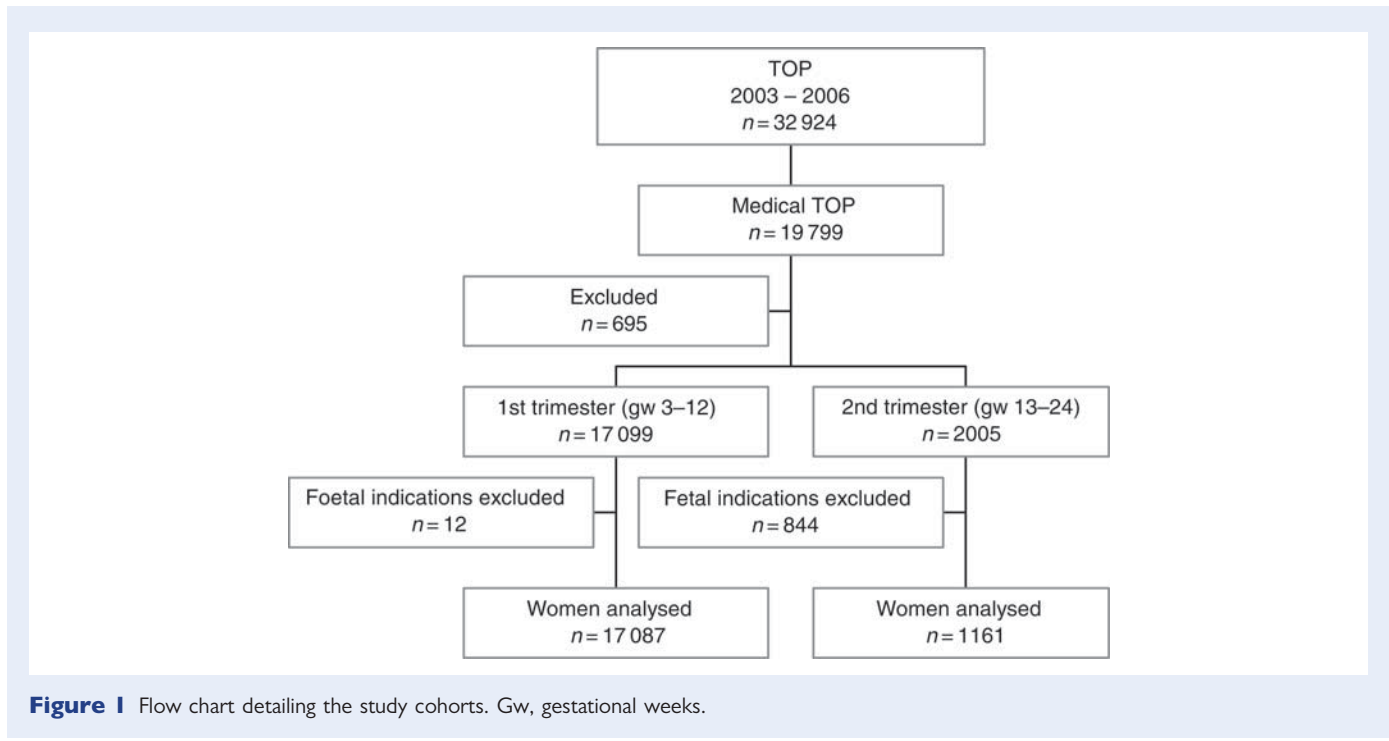 TOP
2003 – 2006
n= 32 924
Medical TOP
n= 19 799
Excluded
n= 695
1st trimester (gw 3–12)
n= 17 099
2nd trimester (gw 13–24)
n= 2005
Foetal indications excluded
n= 12
Fetal indications excluded
n= 844
Women analysed
n= 17 087
Women analysed
n= 1161
Figure 1 Flow chart detailing the study cohorts. Gw, gestational weeks.